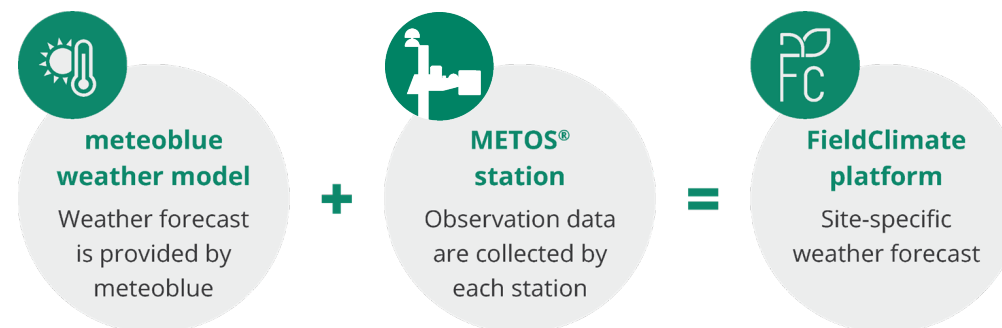 meteoblue
weather model
Weather forecast
is provided by
meteoblue
+
METOS®
station
Observation data
are collected by
each station
=
Fc
FieldClimate
platform
Site-specific
weather forecast